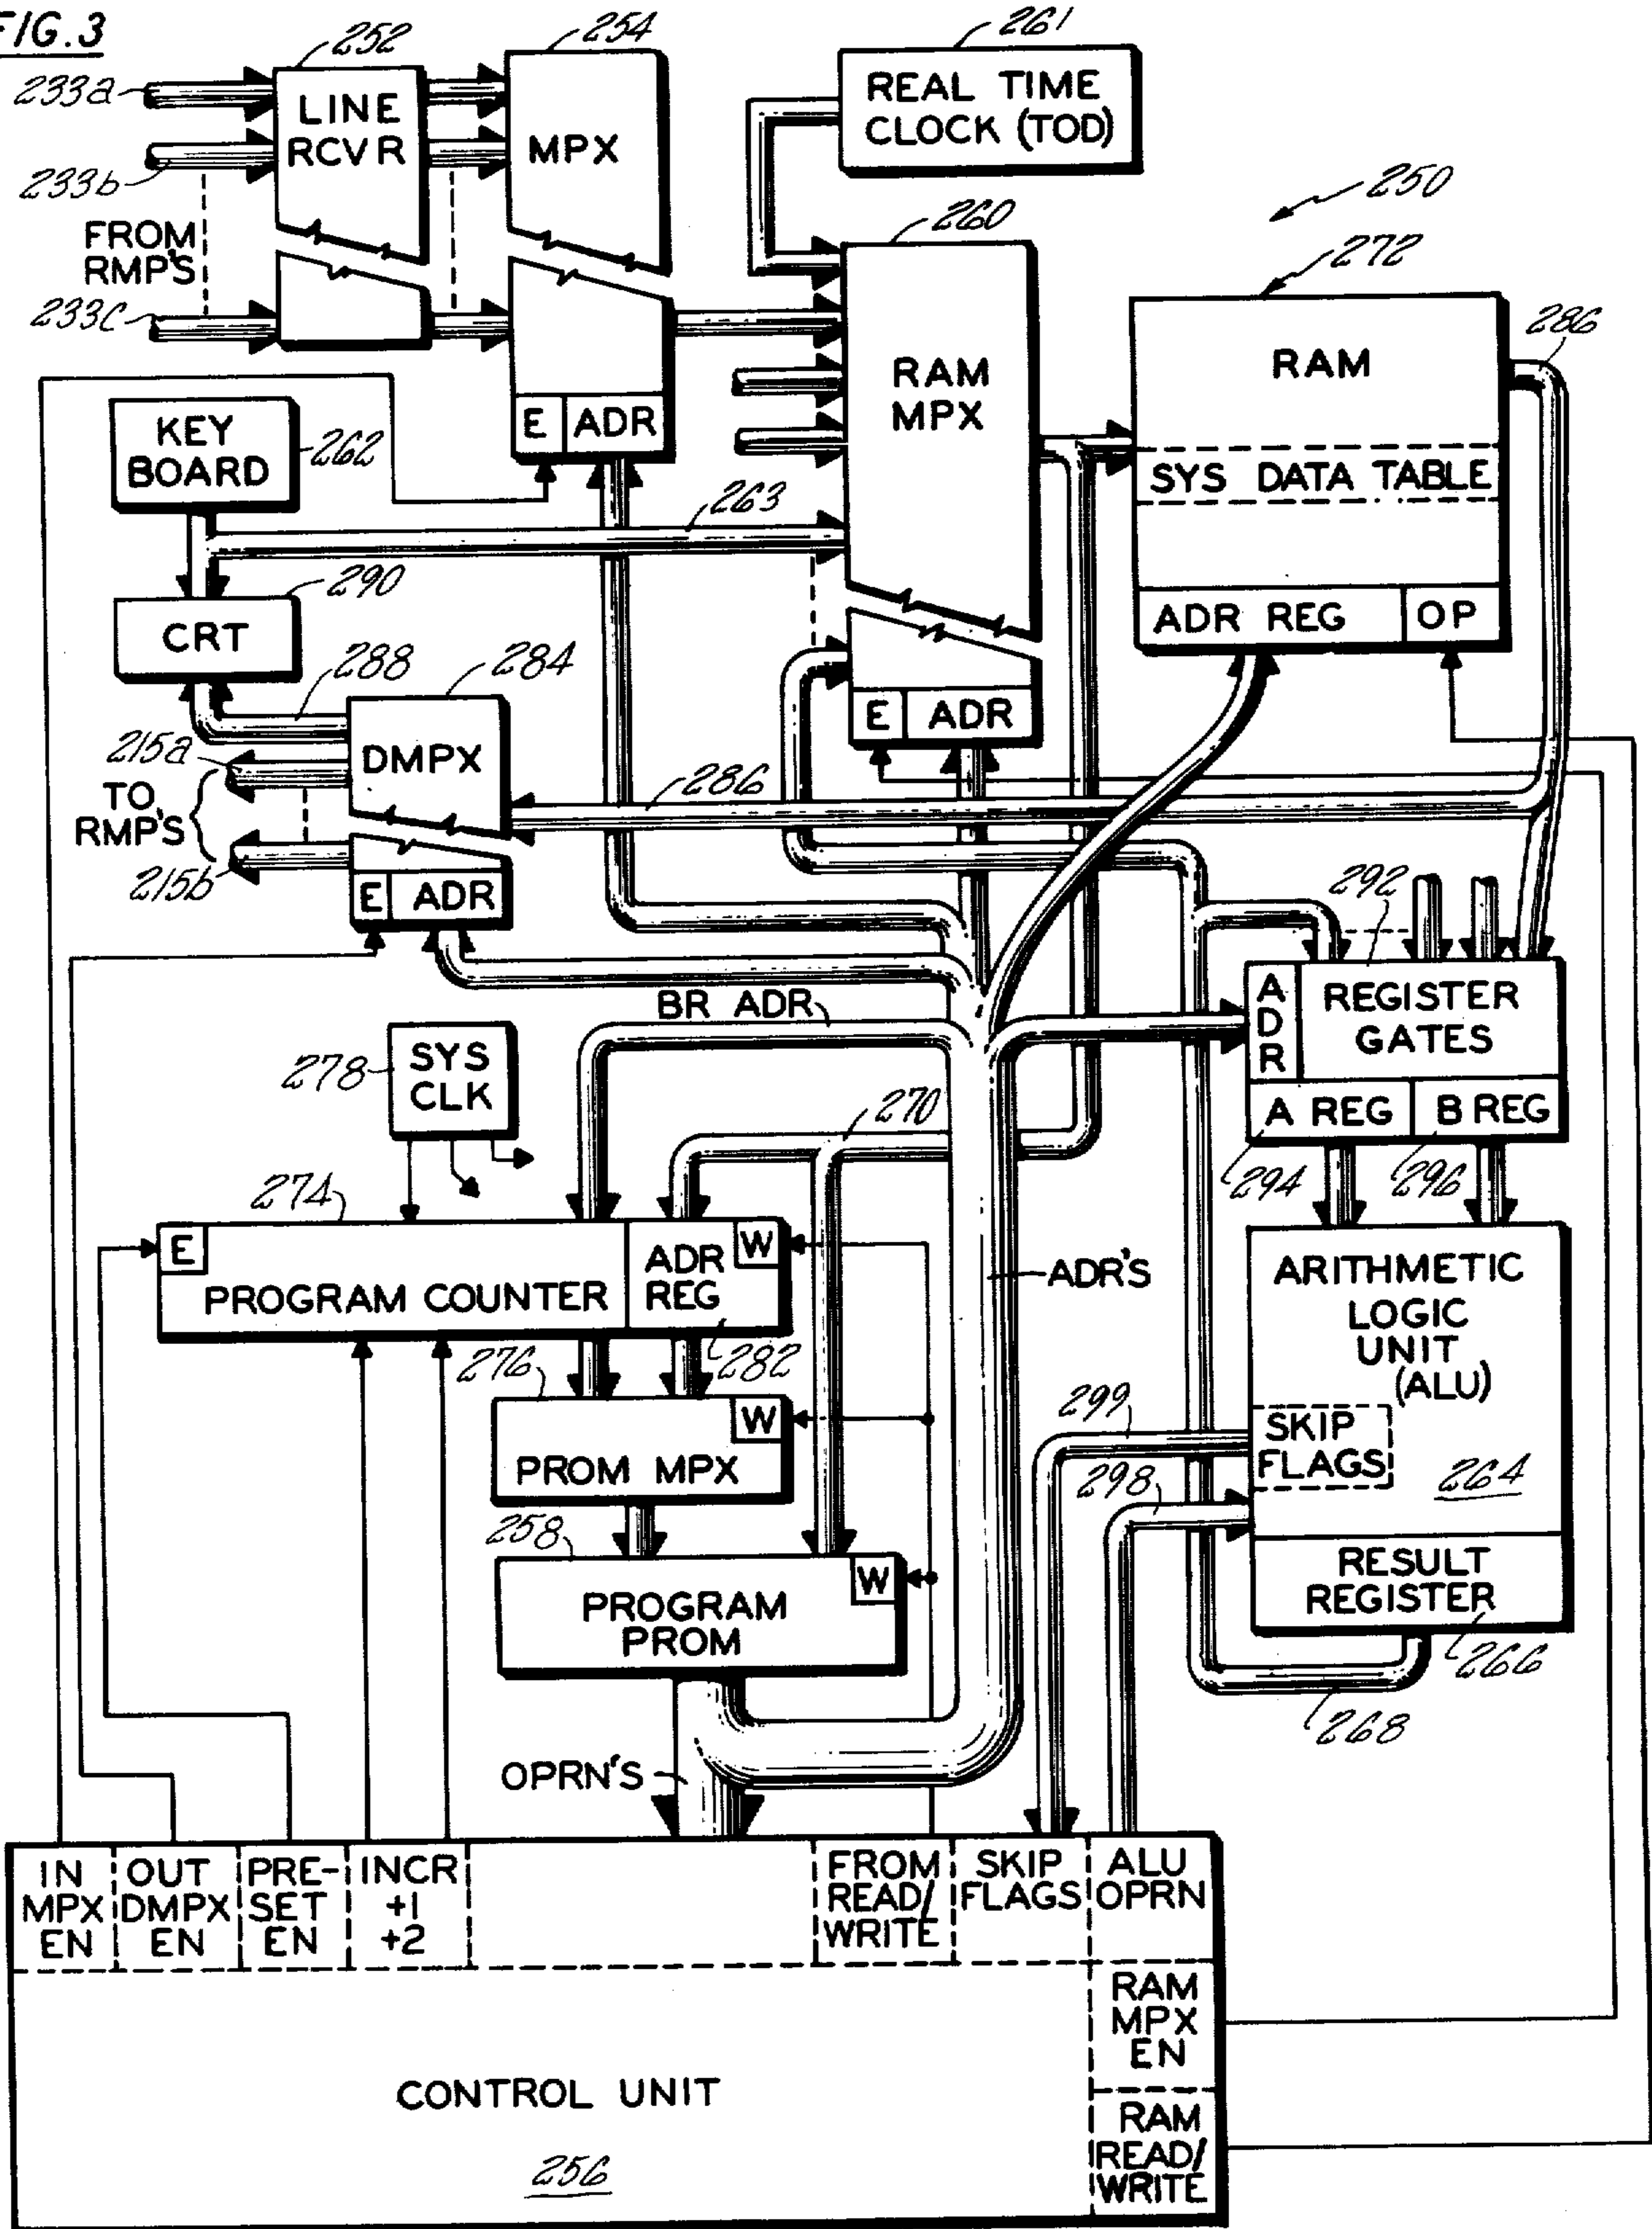 FIG.3
252
254
261
233a
LINE
RCVR
MPX
REAL TIME
CLOCK (TOD)
233b
250
FROM
RMP'S
260
272
233c
286
RAM
MPX
RAM
E
ADR
KEY
BOARD
262
SYS DATA TABLE
263
290
ADR REG
OP
CRT
288
284
E
ADR
215a
DMPX
TO
RMP'S
286
215b
E
ADR
292
BR ADR
ADR
REGISTER
GATES
278
SYS
CLK
270
A REG
B REG
274
294
296
E
PROGRAM COUNTER
ADR
REG
W
ADR'S
ARITHMETIC
LOGIC
UNIT
(ALU)
276
282
W
299
SKIP
FLAGS
PROM MPX
298
264
258
W
PROGRAM
PROM
RESULT
REGISTER
266
268
OPRN'S
IN
MPX
EN
OUT
DMPX
EN
PRE-
SET
EN
INCR
+1
+2
FROM
READ/
WRITE
SKIP
FLAGS
ALU
OPRN
RAM
MPX
EN
CONTROL UNIT
RAM
READ/
WRITE
256